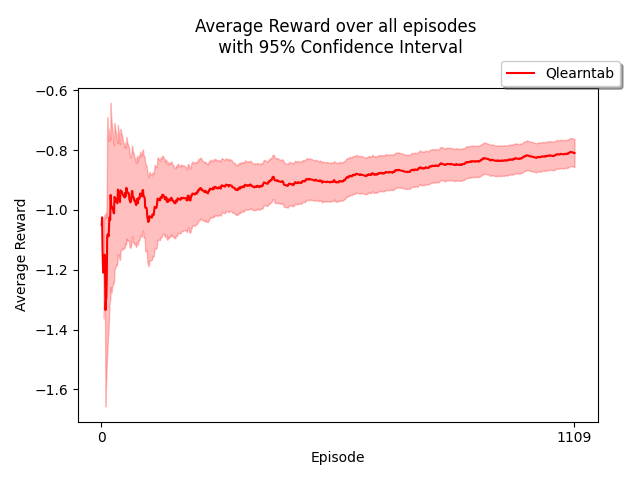 Average Reward over all episodes
with 95% Confidence Interval
Qlearntab
−0.6
−0.8
−1.0
−1.2
−1.4
−1.6
Average Reward
0
1109
Episode